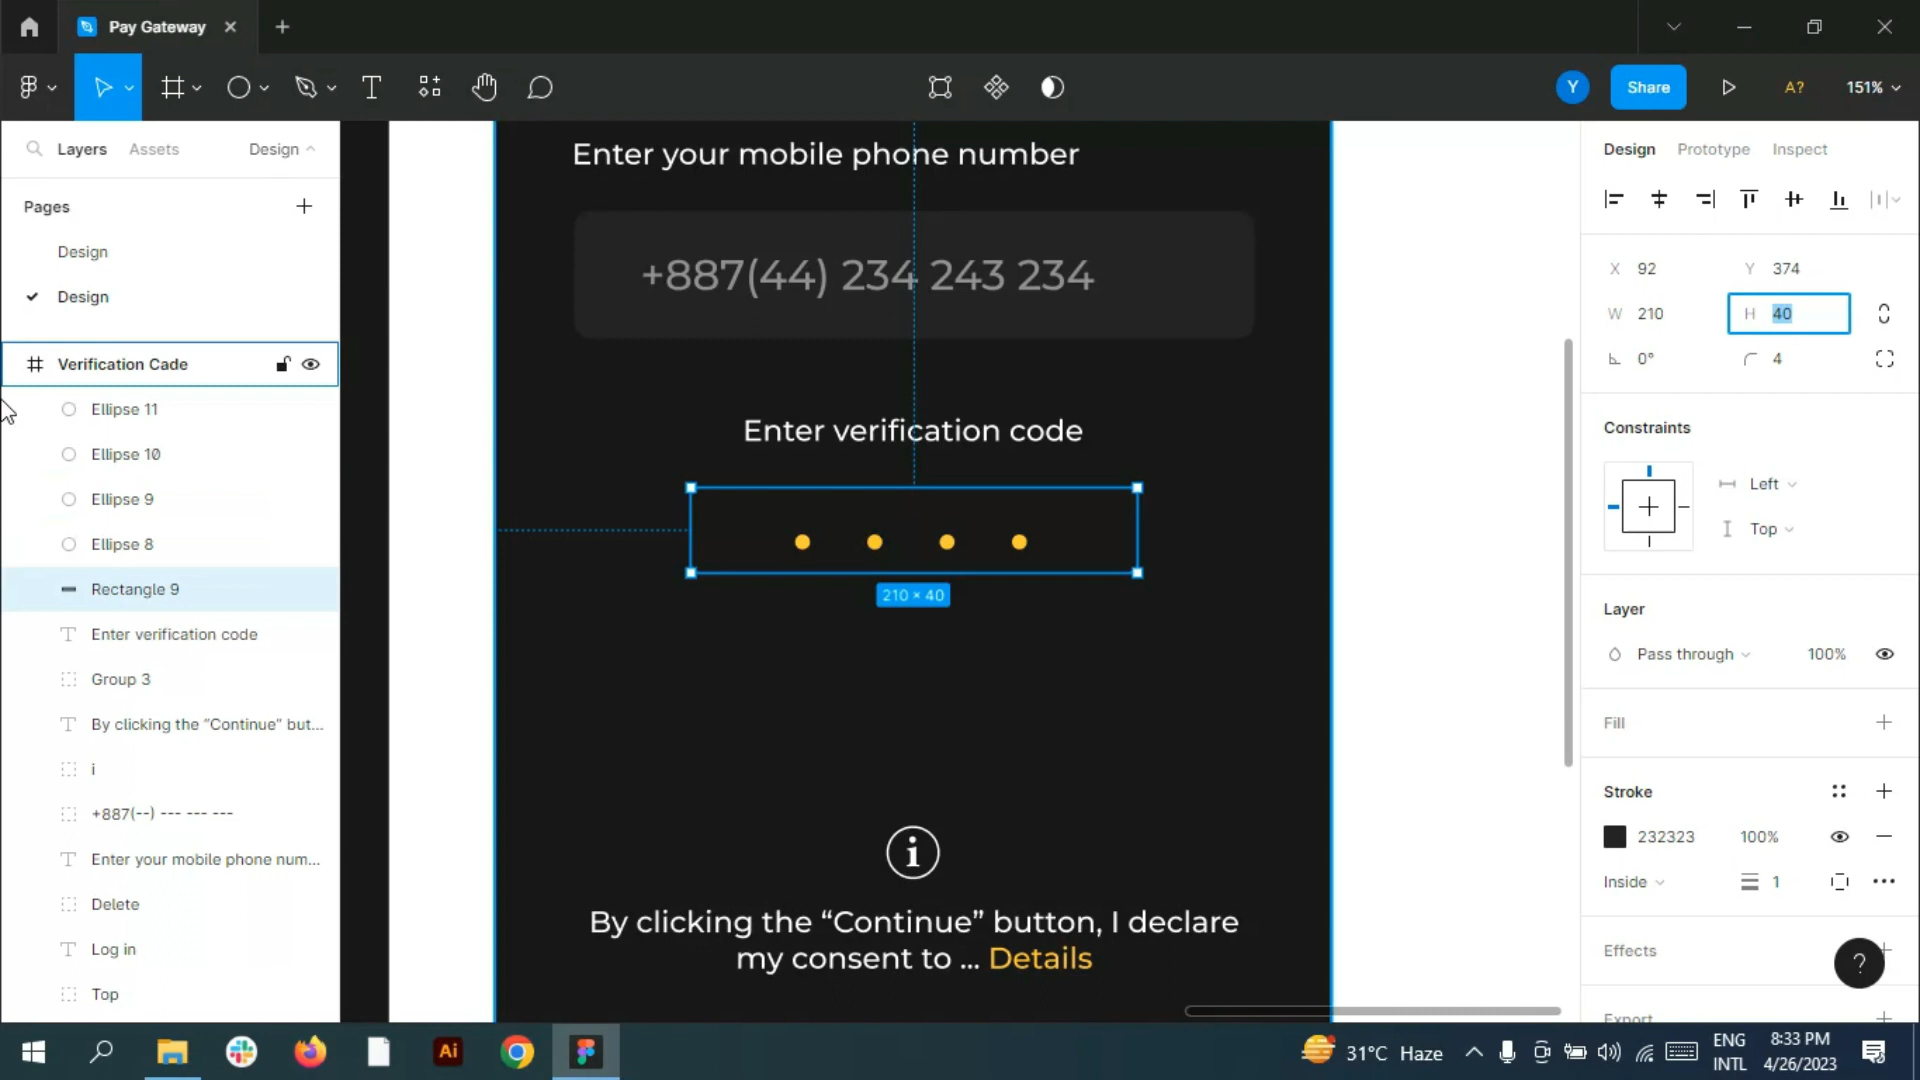 Pay Gateway
Share
Y
A?
151%
Layers
Assets
Design
Pages
Design
Design
Verification Cade
Ellipse 11
Ellipse 10
Ellipse 9
Ellipse 8
Rectangle 9
Enter verification code
Group 3
By clicking the “Continue” but...
i
+887(--) --- --- ---
Enter your mobile phone num...
Delete
Log in
Top
Enter your mobile phone number
+887(44) 234 243 234
Enter verification code
210 × 40
i
By clicking the “Continue” button, I declare
my consent to ... Details
Design
Prototype
Inspect
X 92
Y 374
W 210
H 40
0°
4
Constraints
Left
Top
Layer
Pass through
100%
Fill
Stroke
232323
100%
Inside
1
Effects
?
Export
Ai
31°C Haze
ENG
INTL
8:33 PM
4/26/2023